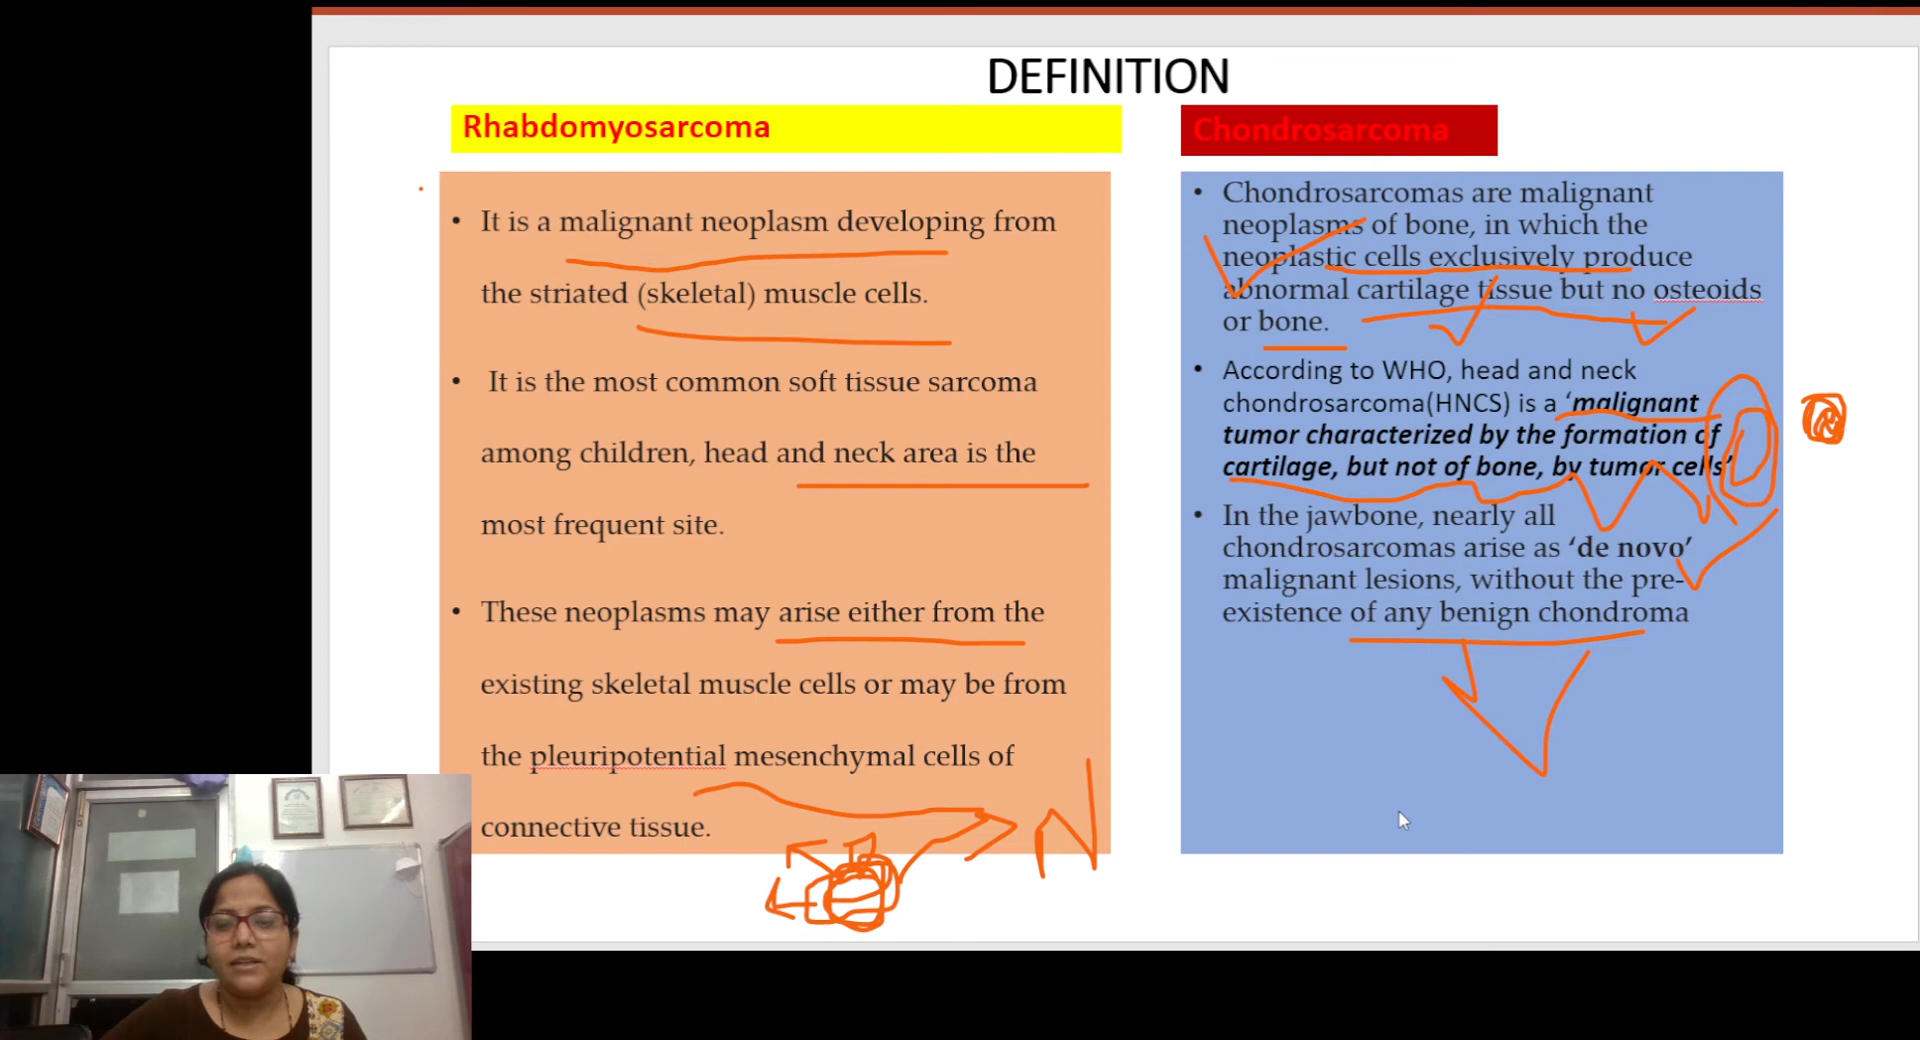 DEFINITION
Rhabdomyosarcoma
• It is a malignant neoplasm developing from
the striated (skeletal) muscle cells.
• It is the most common soft tissue sarcoma
among children, head and neck area is the
most frequent site.
• These neoplasms may arise either from the
existing skeletal muscle cells or may be from
the pleuripotential mesenchymal cells of
connective tissue.
N
Chondrosarcoma
• Chondrosarcomas are malignant
neoplasms of bone, in which the
neoplastic cells exclusively produce
abnormal cartilage tissue but no osteoids
or bone.
• According to WHO, head and neck
chondrosarcoma(HNCS) is a ‘malignant
tumor characterized by the formation of
cartilage, but not of bone, by tumor cells’
• In the jawbone, nearly all
chondrosarcomas arise as ‘de novo’
malignant lesions, without the pre-
existence of any benign chondroma